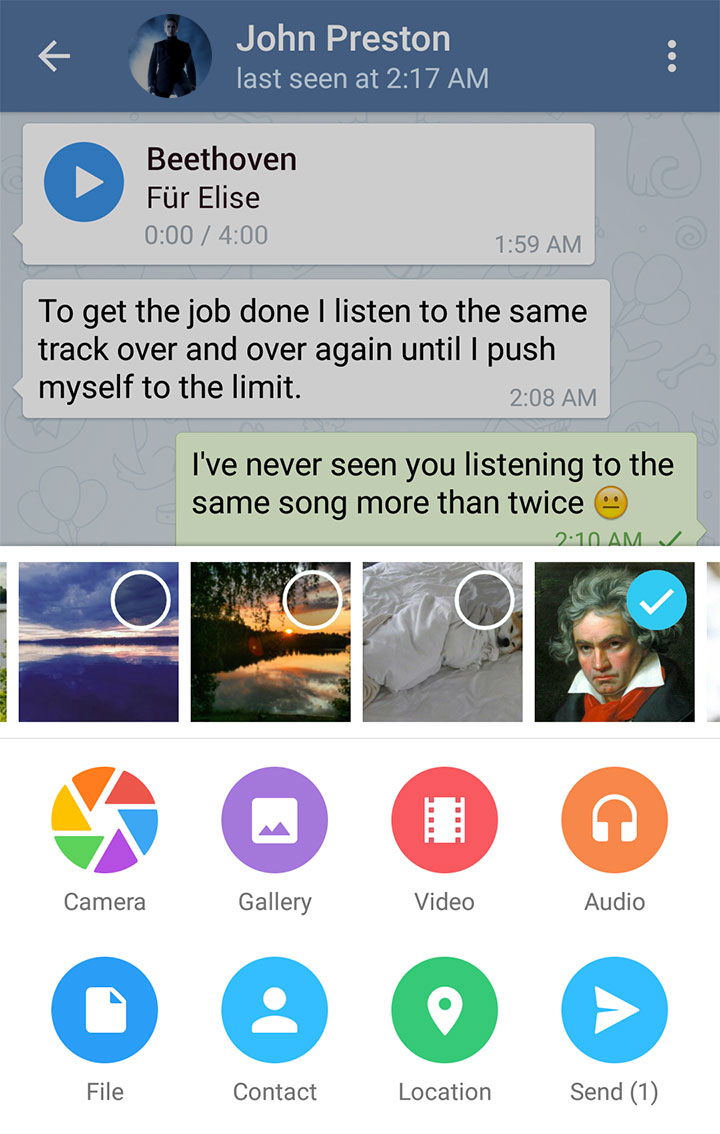 John Preston
last seen at 2:17 AM
Beethoven
Für Elise
0:00 / 4:00
1:59 AM
To get the job done I listen to the same
track over and over again until I push
myself to the limit.
2:08 AM
I've never seen you listening to the
same song more than twice 😐
2:10 AM
Camera
Gallery
Video
Audio
File
Contact
Location
Send (1)